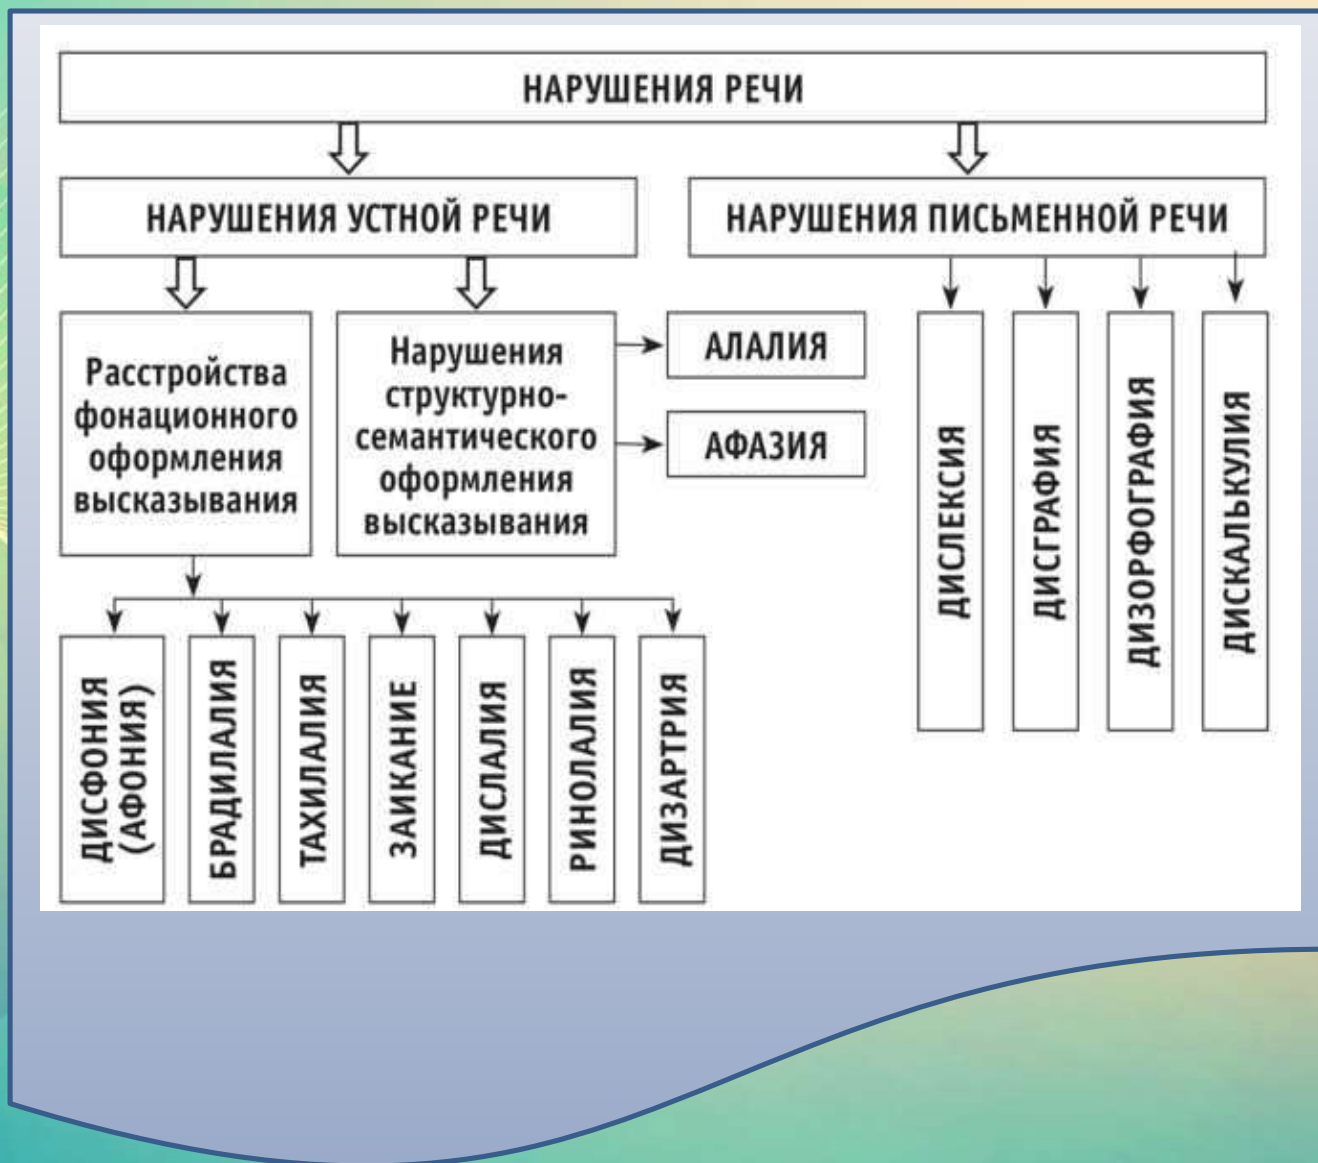 НАРУШЕНИЯ РЕЧИ
НАРУШЕНИЯ УСТНОЙ РЕЧИ
НАРУШЕНИЯ ПИСЬМЕННОЙ РЕЧИ
Расстройства
фонационного
оформления
высказывания
Нарушения
структурно-
семантического
оформления
высказывания
АЛАЛИЯ
АФАЗИЯ
ДИСЛЕКСИЯ
ДИСГРАФИЯ
ДИЗОРФОГРАФИЯ
ДИСКАЛЬКУЛИЯ
ДИСФОНИЯ
(АФОНИЯ)
БРАДИЛАЛИЯ
ТАХИЛАЛИЯ
ЗАИКАНИЕ
ДИСЛАЛИЯ
РИНОЛАЛИЯ
ДИЗАРТРИЯ